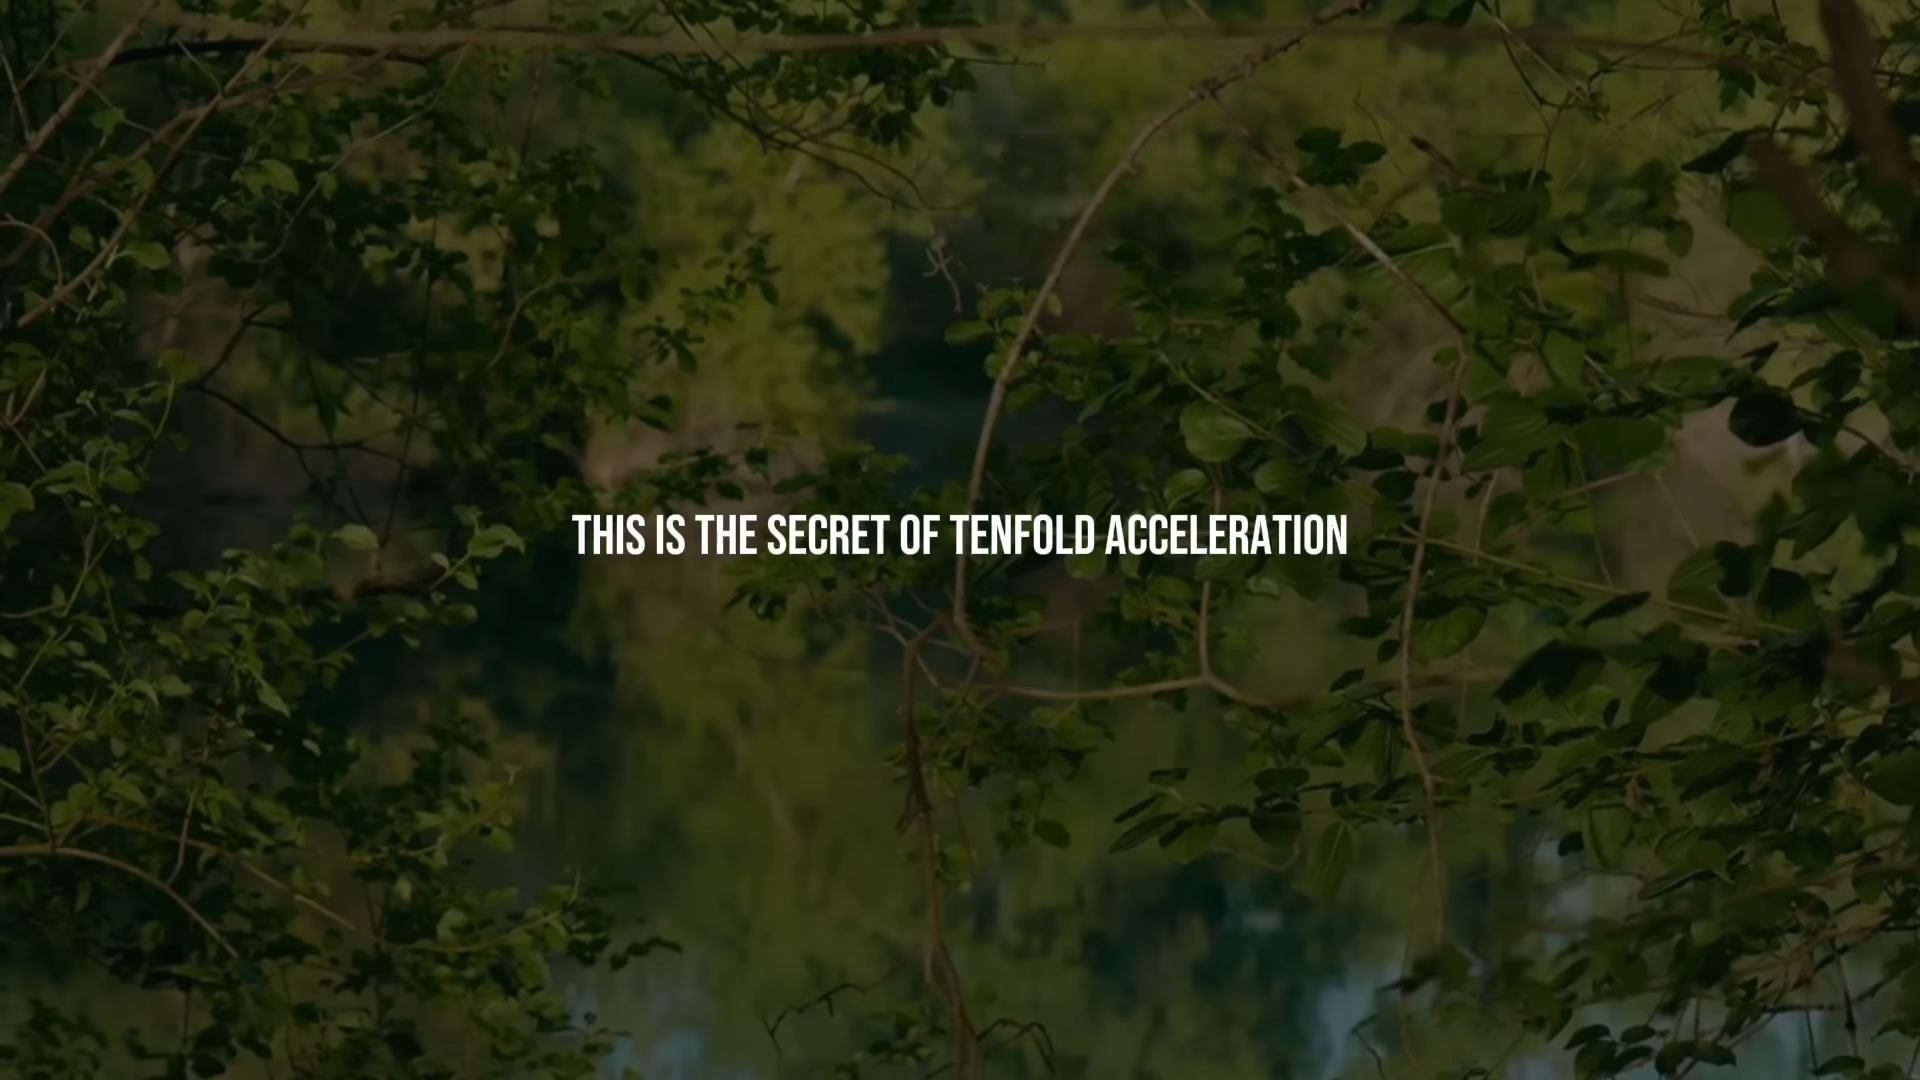 THIS IS THE SECRET OF TENFOLD ACCELERATION